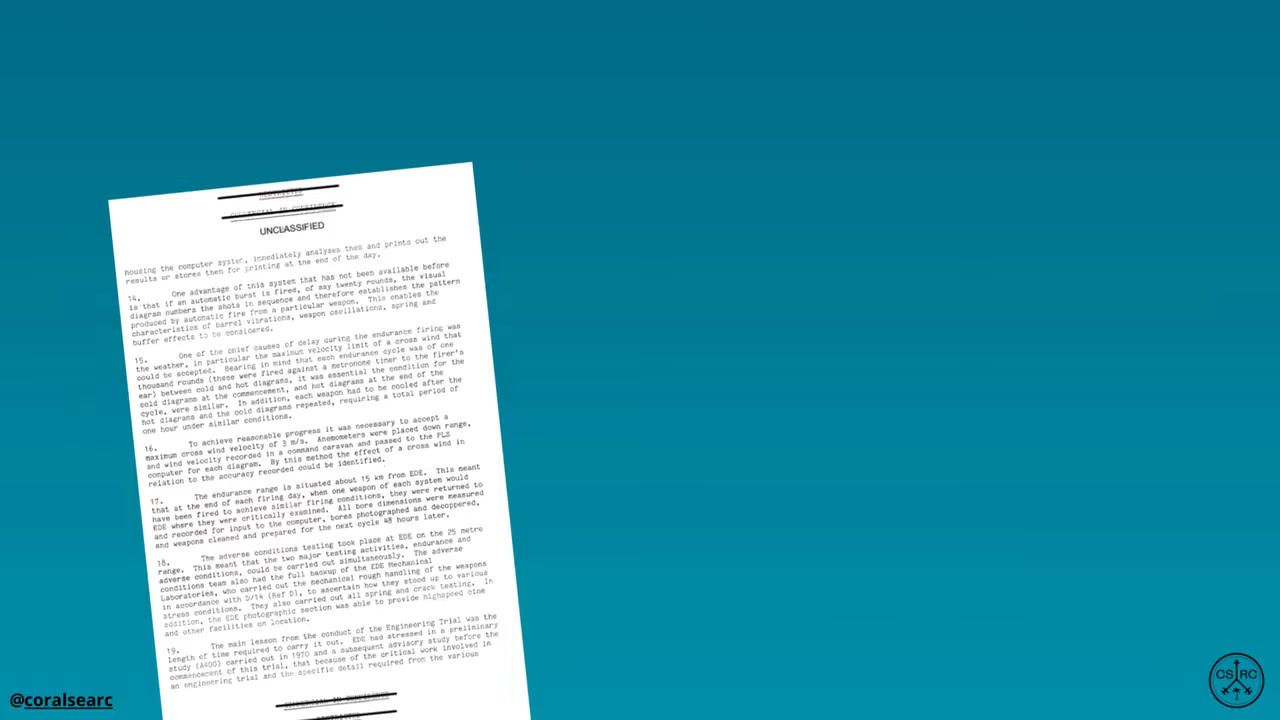 RESTRICTED
COMMERCIAL IN CONFIDENCE
UNCLASSIFIED
housing the computer system, immediately analyses them and prints out the
results or stores them for printing at the end of the day.
14. One advantage of this system that has not been available before
is that if an automatic burst is fired, of say twenty rounds, the visual
diagram numbers the shots in sequence and therefore establishes the pattern
produced by automatic fire from a particular weapon. This enables the
characteristics of barrel vibrations, weapon oscillations, spring and
buffer effects to be considered.
15. One of the chief causes of delay during the endurance firing was
the weather, in particular the maximum velocity limit of a cross wind that
could be accepted. Bearing in mind that each endurance cycle was of one
thousand rounds (these were fired against a metronome timer to the firer's
ear) between cold and hot diagrams, it was essential the condition for the
cold diagrams at the commencement, and hot diagrams at the end of the
cycle, were similar. In addition, each weapon had to be cooled after the
hot diagrams and the cold diagrams repeated, requiring a total period of
one hour under similar conditions.
16. To achieve reasonable progress it was necessary to accept a
maximum cross wind velocity of 3 m/s. Anemometers were placed down range,
and wind velocity recorded in a command caravan and passed to the PLS
computer for each diagram. By this method the effect of a cross wind in
relation to the accuracy recorded could be identified.
17. The endurance range is situated about 15 km from EDE. This meant
that at the end of each firing day, when one weapon of each system would
have been fired to achieve similar firing conditions, they were returned to
EDE where they were critically examined. All bore dimensions were measured
and recorded for input to the computer, bores photographed and decoppered,
and weapons cleaned and prepared for the next cycle 48 hours later.
18. The adverse conditions testing took place at EDE on the 25 metre
range. This meant that the two major testing activities, endurance and
adverse conditions, could be carried out simultaneously. The adverse
conditions team also had the full backup of the EDE Mechanical
Laboratories, who carried out the mechanical rough handling of the weapons
in accordance with D/14 (Ref D), to ascertain how they stood up to various
stress conditions. They also carried out all spring and crack testing. In
addition, the EDE photographic section was able to provide highspeed cine
and other facilities on location.
19. The main lesson from the conduct of the Engineering Trial was the
length of time required to carry it out. EDE had stressed in a preliminary
study (A400) carried out in 1970 and a subsequent advisory study before the
commencement of this trial, that because of the critical work involved in
an engineering trial and the specific detail required from the various
COMMERCIAL IN CONFIDENCE
RESTRICTED
@coralsearc
CS RC